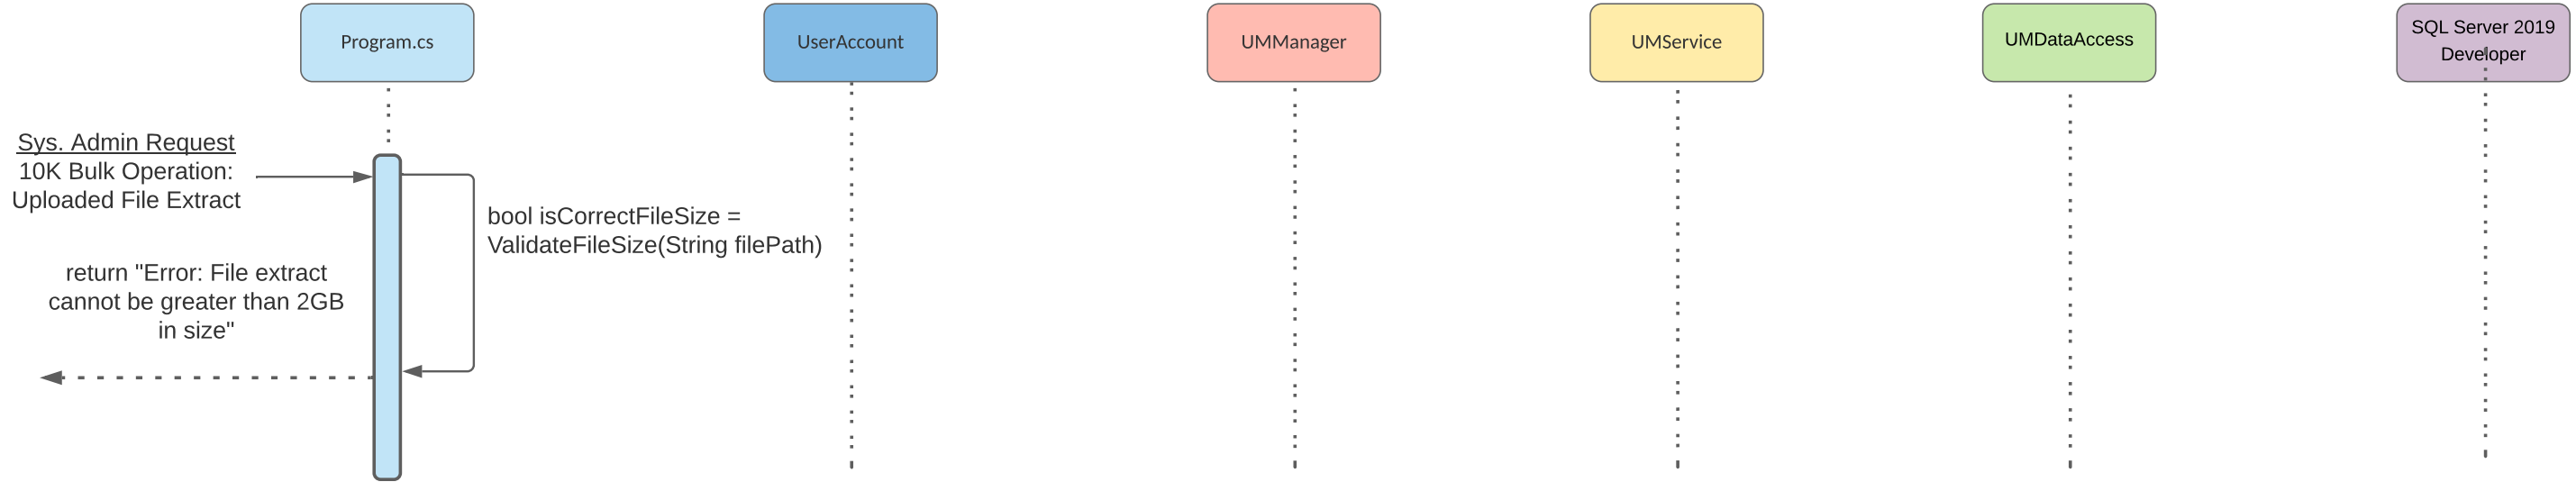 Program.cs
UserAccount
UMManager
UMService
UMDataAccess
SQL Server 2019
Developer
Sys. Admin Request
10K Bulk Operation:
Uploaded File Extract
bool isCorrectFileSize =
ValidateFileSize(String filePath)
return "Error: File extract
cannot be greater than 2GB
in size"